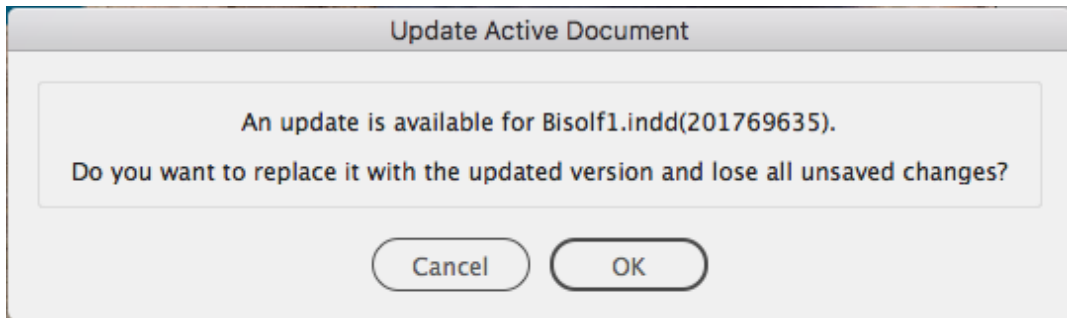 Update Active Document
An update is available for Bisolf1.indd(201769635).
Do you want to replace it with the updated version and lose all unsaved changes?
Cancel
OK